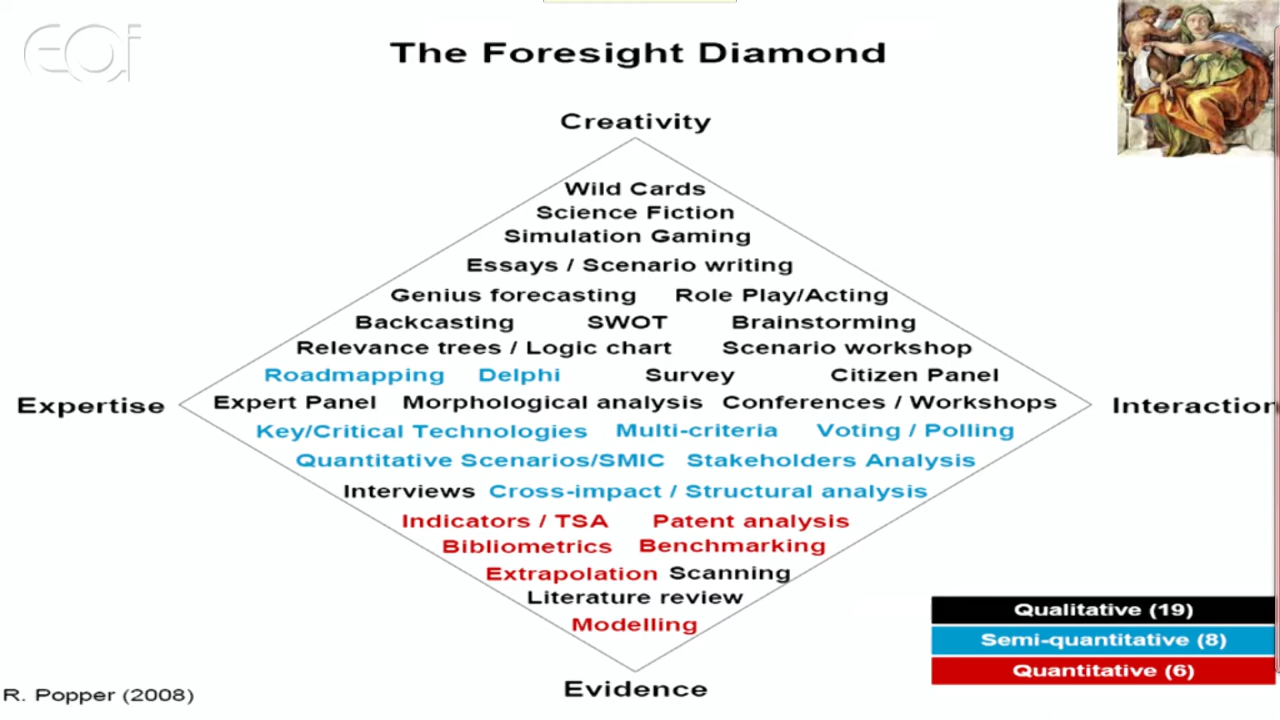 EOi
The Foresight Diamond
Creativity
Wild Cards
Science Fiction
Simulation Gaming
Essays / Scenario writing
Genius forecasting Role Play/Acting
Backcasting SWOT Brainstorming
Relevance trees / Logic chart Scenario workshop
Roadmapping Delphi Survey Citizen Panel
Expertise Expert Panel Morphological analysis Conferences / Workshops Interaction
Key/Critical Technologies Multi-criteria Voting / Polling
Quantitative Scenarios/SMIC Stakeholders Analysis
Interviews Cross-impact / Structural analysis
Indicators / TSA Patent analysis
Bibliometrics Benchmarking
Extrapolation Scanning
Literature review
Modelling
Evidence
Qualitative (19)
Semi-quantitative (8)
Quantitative (6)
R. Popper (2008)